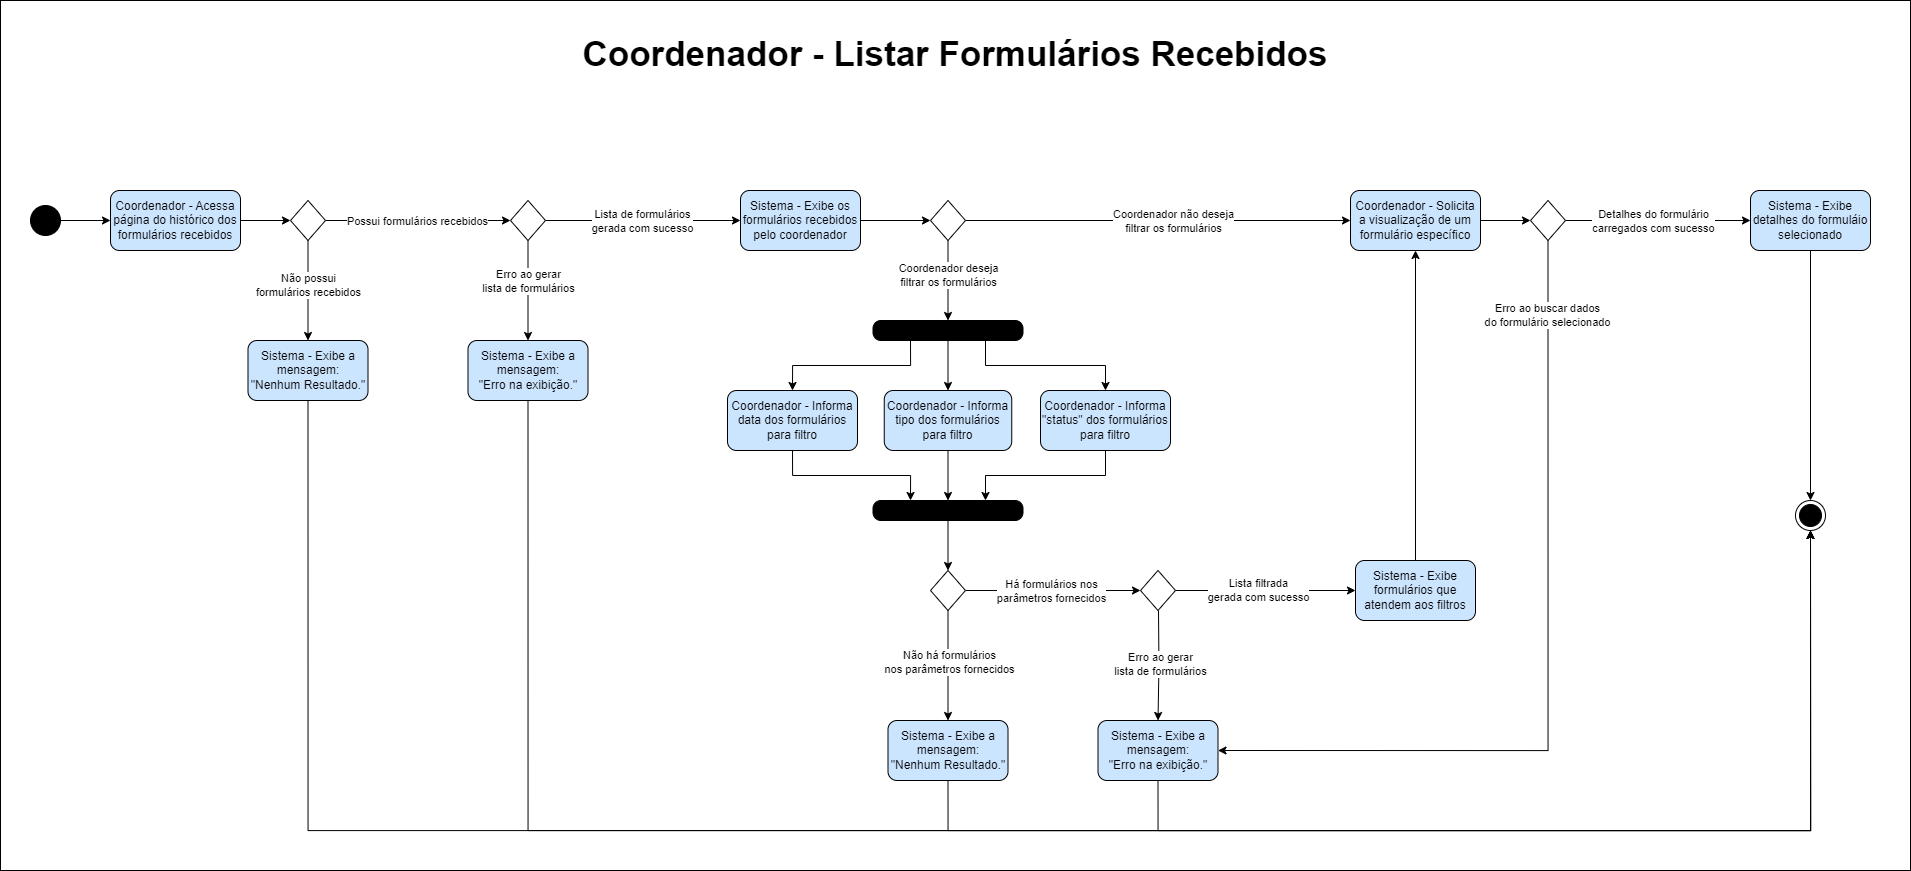 Coordenador - Listar Formulários Recebidos
Coordenador - Acessa
página do histórico dos
formulários recebidos
Possui formulários recebidos
Lista de formulários
gerada com sucesso
Sistema - Exibe os
formulários recebidos
pelo coordenador
Coordenador não deseja
filtrar os formulários
Coordenador - Solicita
a visualização de um
formulário específico
Detalhes do formulário
carregados com sucesso
Sistema - Exibe
detalhes do formuláio
selecionado
Não possui
formulários recebidos
Erro ao gerar
lista de formulários
Coordenador deseja
filtrar os formulários
Erro ao buscar dados
do formulário selecionado
Sistema - Exibe a
mensagem:
"Nenhum Resultado."
Sistema - Exibe a
mensagem:
"Erro na exibição."
Coordenador - Informa
data dos formulários
para filtro
Coordenador - Informa
tipo dos formulários
para filtro
Coordenador - Informa
"status" dos formulários
para filtro
Há formulários nos
parâmetros fornecidos
Lista filtrada
gerada com sucesso
Sistema - Exibe
formulários que
atendem aos filtros
Não há formulários
nos parâmetros fornecidos
Erro ao gerar
lista de formulários
Sistema - Exibe a
mensagem:
"Nenhum Resultado."
Sistema - Exibe a
mensagem:
"Erro na exibição."